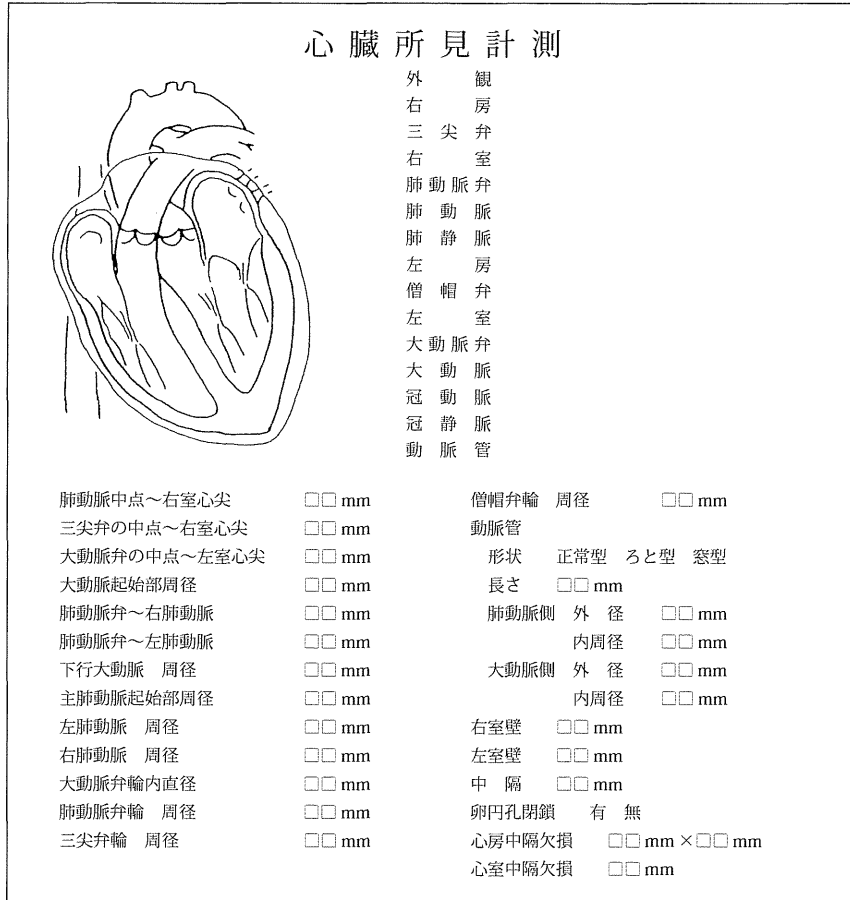 心臓所見計測
外観
右房
三尖弁
右室
肺動脈弁
肺動脈
肺静脈
左房
僧帽弁
左室
大動脈弁
大動脈
冠動脈
冠静脈
動脈管
肺動脈中点〜右室心尖 □□mm
三尖弁の中点〜右室心尖 □□mm
大動脈弁の中点〜左室心尖 □□mm
大動脈起始部周径 □□mm
肺動脈弁〜右肺動脈 □□mm
肺動脈弁〜左肺動脈 □□mm
下行大動脈 周径 □□mm
主肺動脈起始部周径 □□mm
左肺動脈 周径 □□mm
右肺動脈 周径 □□mm
大動脈弁輪内直径 □□mm
肺動脈弁輪 周径 □□mm
三尖弁輪 周径 □□mm
僧帽弁輪 周径 □□mm
動脈管
形状 正常型 ろと型 窓型
長さ □□mm
肺動脈側 外径 □□mm
内周径 □□mm
大動脈側 外径 □□mm
内周径 □□mm
右室壁 □□mm
左室壁 □□mm
中隔 □□mm
卵円孔閉鎖 有 無
心房中隔欠損 □□mm×□□mm
心室中隔欠損 □□mm